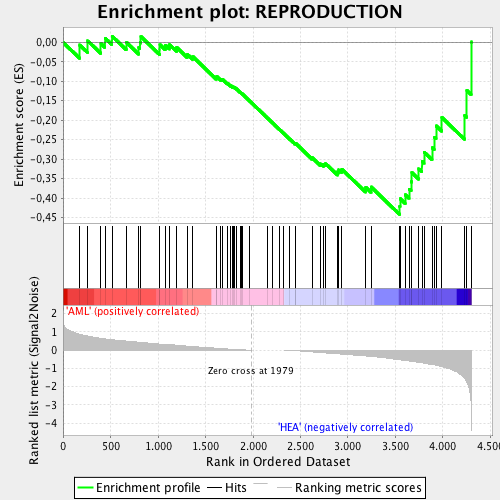 Enrichment plot: REPRODUCTION
Enrichment score (ES)
0,00
-0,05
-0,10
-0,15
-0,20
-0,25
-0,30
-0,35
-0,40
-0,45
'AML' (positively correlated)
Ranked list metric (Signal2Noise)
2
1
0
-1
-2
-3
-4
Zero cross at 1979
'HEA' (negatively correlated)
0 500 1 000 1 500 2 000 2 500 3 000 3 500 4 000 4 500
Rank in Ordered Dataset
Enrichment profile Hits Ranking metric scores